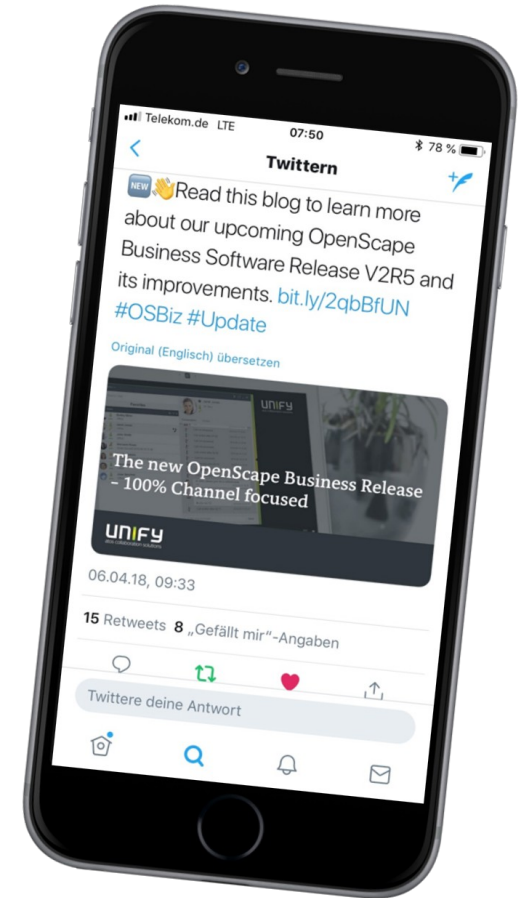 Telekom.de LTE 07:50 78 %
Twittern
NEW 👋Read this blog to learn more
about our upcoming OpenScape
Business Software Release V2R5 and
its improvements. bit.ly/2qbBfUN
#OSBiz #Update
Original (Englisch) übersetzen
UNIFY
The new OpenScape Business Release
– 100% Channel focused
UNIFY
06.04.18, 09:33
15 Retweets 8 „Gefällt mir“-Angaben
Twittere deine Antwort